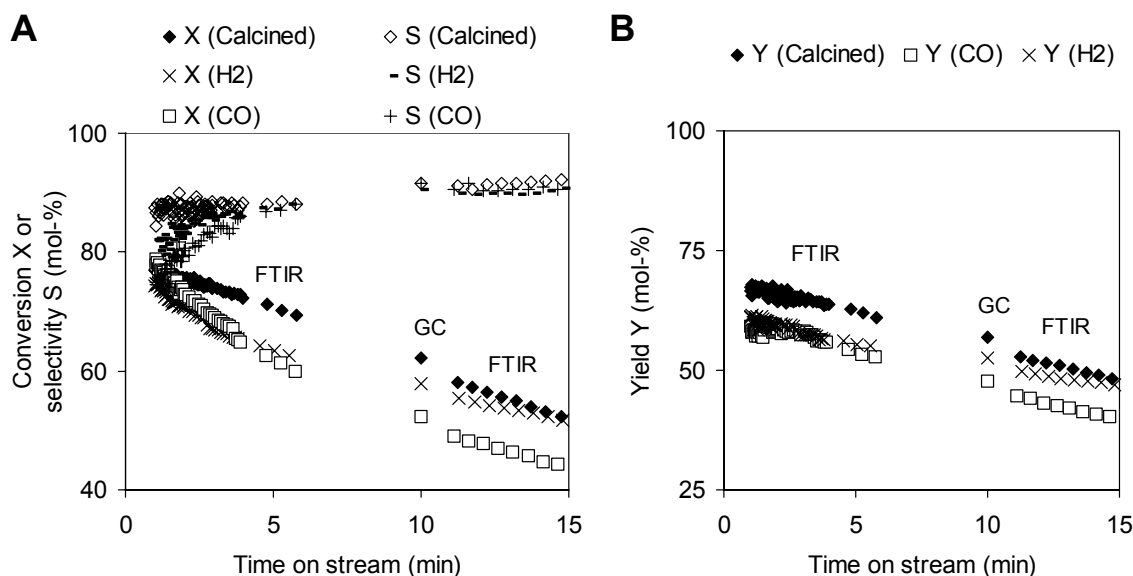 A
X (Calcined)
S (Calcined)
X (H2)
S (H2)
X (CO)
S (CO)
100
80
60
40
Conversion X or
selectivity S (mol-%)
FTIR
GC
FTIR
0
5
10
15
Time on stream (min)
B
Y (Calcined)
Y (CO)
Y (H2)
100
75
50
25
Yield Y (mol-%)
FTIR
GC
FTIR
0
5
10
15
Time on stream (min)